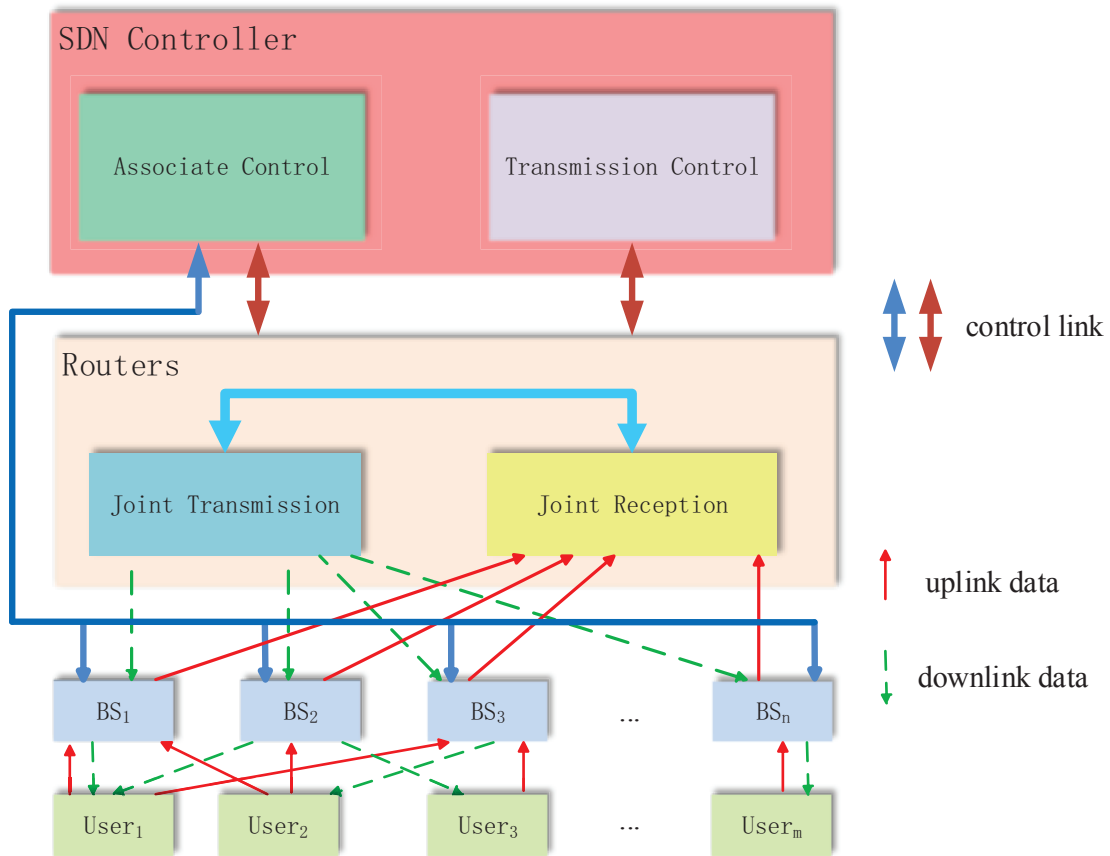 SDN Controller
Associate Control
Transmission Control
control link
Routers
Joint Transmission
Joint Reception
uplink data
downlink data
BS₁
BS₂
BS₃
...
BSₙ
User₁
User₂
User₃
...
Userₘ